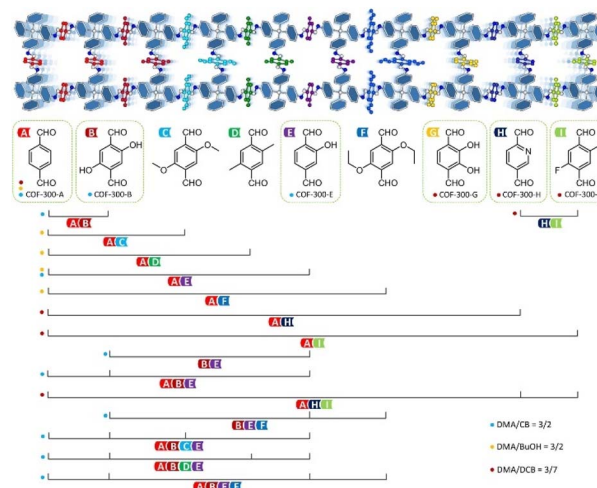 A B C D E F G H I
CHO CHO CHO CHO CHO CHO CHO CHO CHO
OH O OH O OH N
HO O O HO F
CHO CHO CHO CHO CHO CHO CHO CHO CHO
COF-300-A COF-300-B COF-300-E COF-300-G COF-300-H COF-300-
A B H I
A C
A D
A E
A F
A H
A I
B E
A B E
A H I
B E F
DMA/CB = 3/2
A B C E
DMA/BuOH = 3/2
A B D E
DMA/DCB = 3/7
A B E F